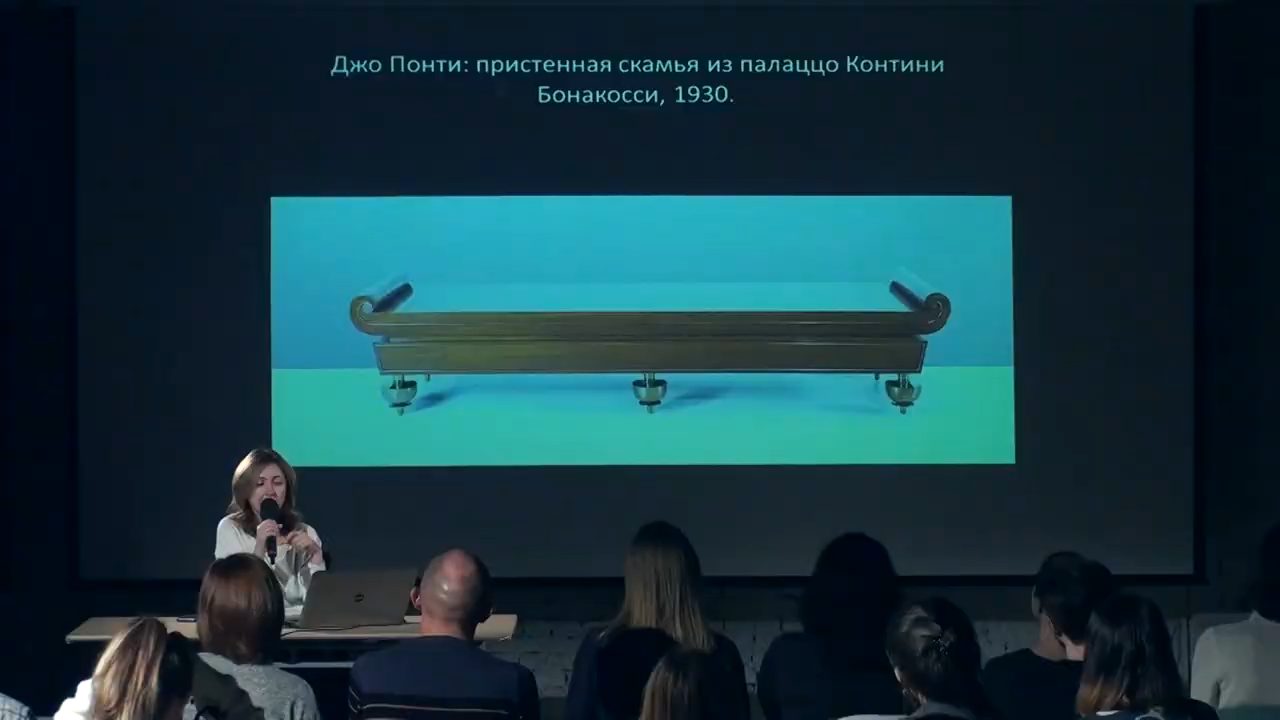 Джо Понти: пристенная скамья из палаццо Контини
Бонакосси, 1930.